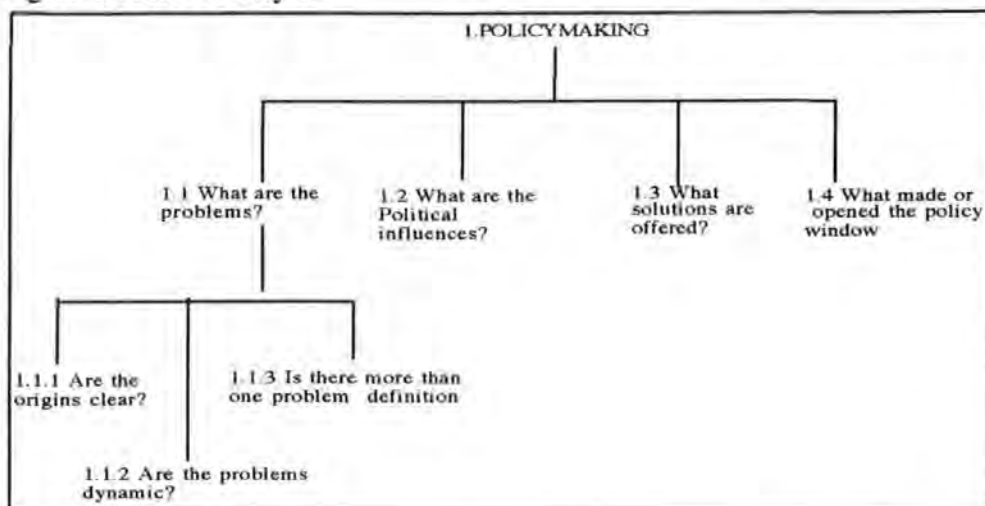 1.POLICYMAKING
1.1 What are the
problems?
1.2 What are the
Political
influences?
1.3 What
solutions are
offered?
1.4 What made or
opened the policy
window
1.1.1 Are the
origins clear?
1.1.3 Is there more than
one problem definition
1.1.2 Are the problems
dynamic?